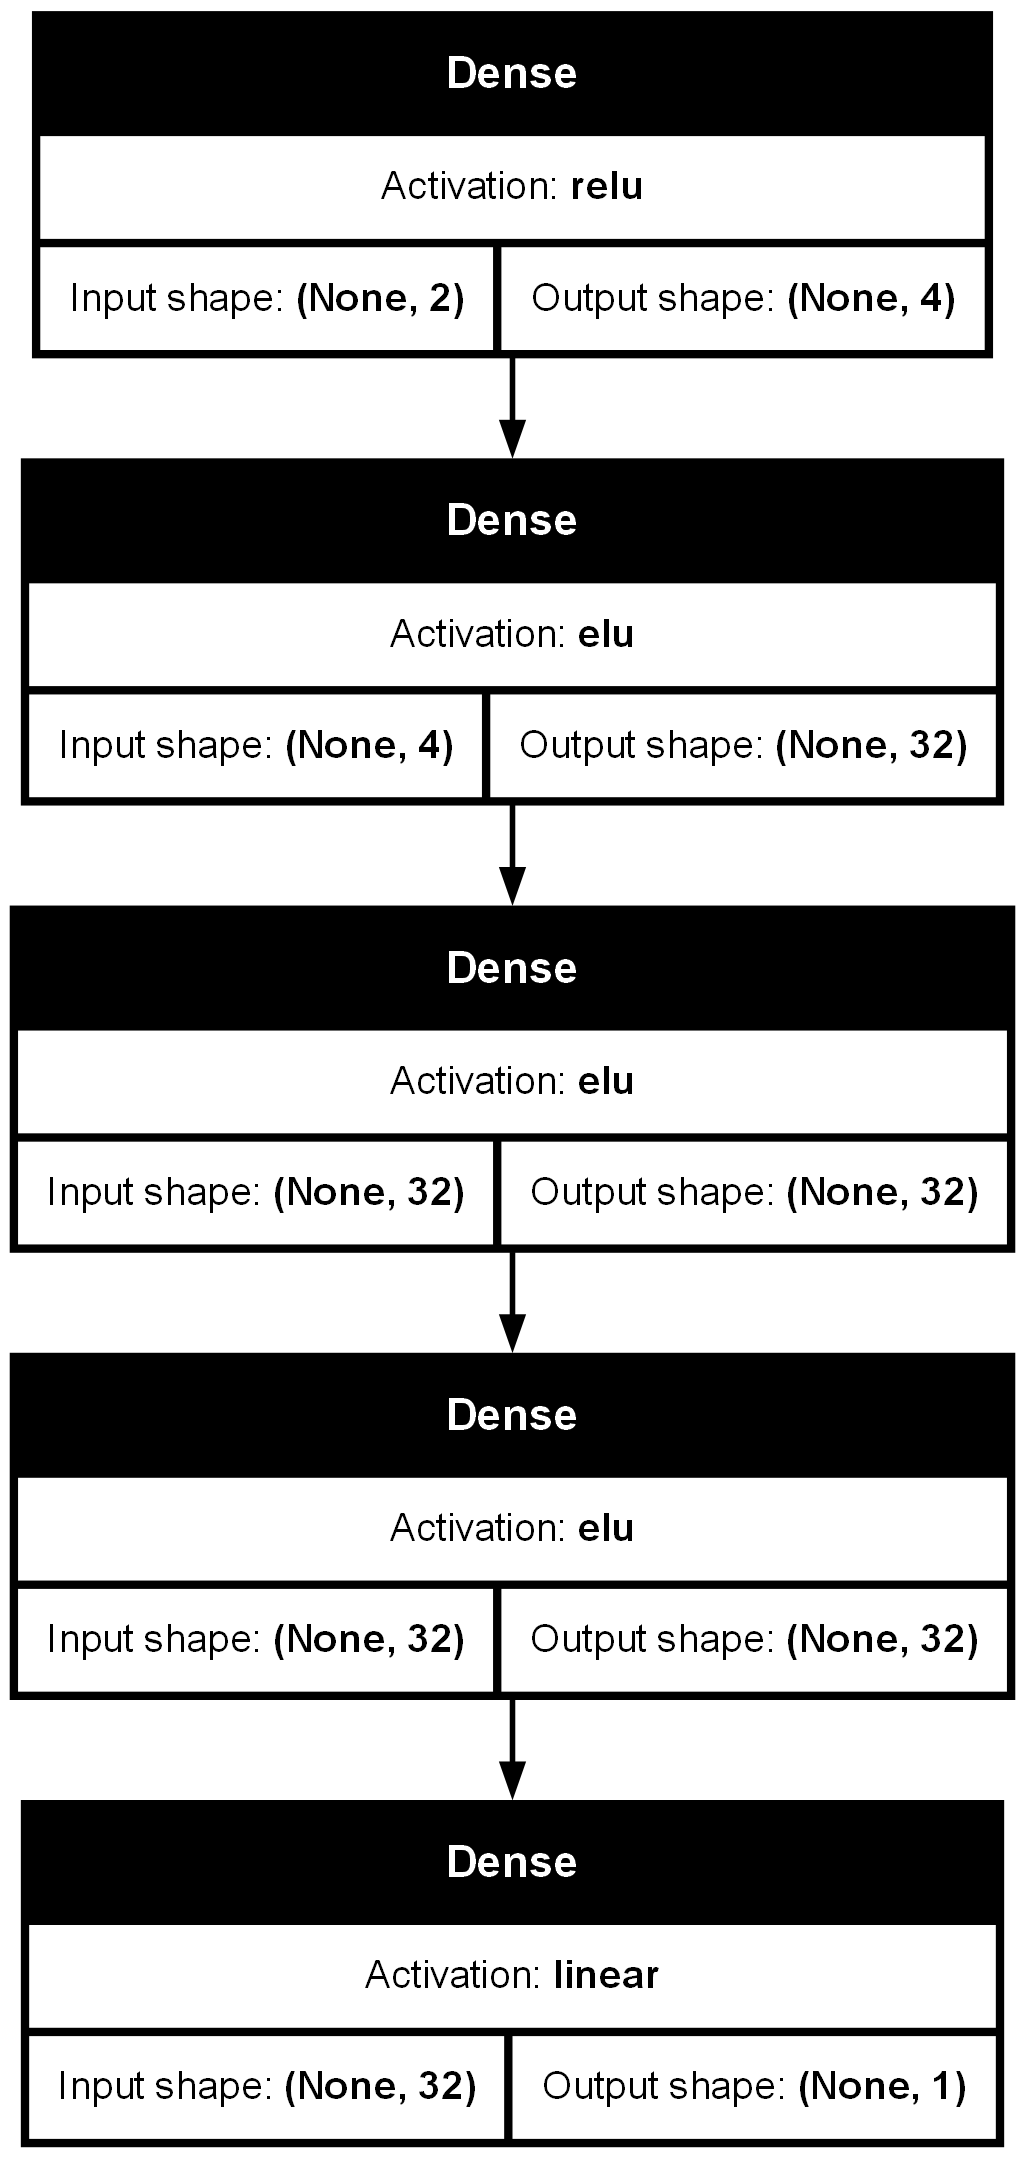 Dense
Activation: relu
Input shape: (None, 2) Output shape: (None, 4)
Dense
Activation: elu
Input shape: (None, 4) Output shape: (None, 32)
Dense
Activation: elu
Input shape: (None, 32) Output shape: (None, 32)
Dense
Activation: elu
Input shape: (None, 32) Output shape: (None, 32)
Dense
Activation: linear
Input shape: (None, 32) Output shape: (None, 1)